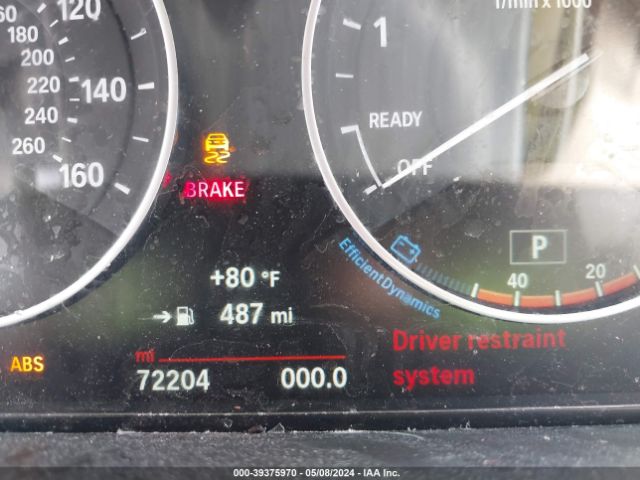 60
180
200
220
240
260
120
140
160
1/min x 1000
1
READY
OFF
BRAKE
P
EfficientDynamics
40
20
+80 °F
487 mi
Driver restraint
system
ABS
mi
72204
000.0
000-39375970 - 05/08/2024 - IAA Inc.